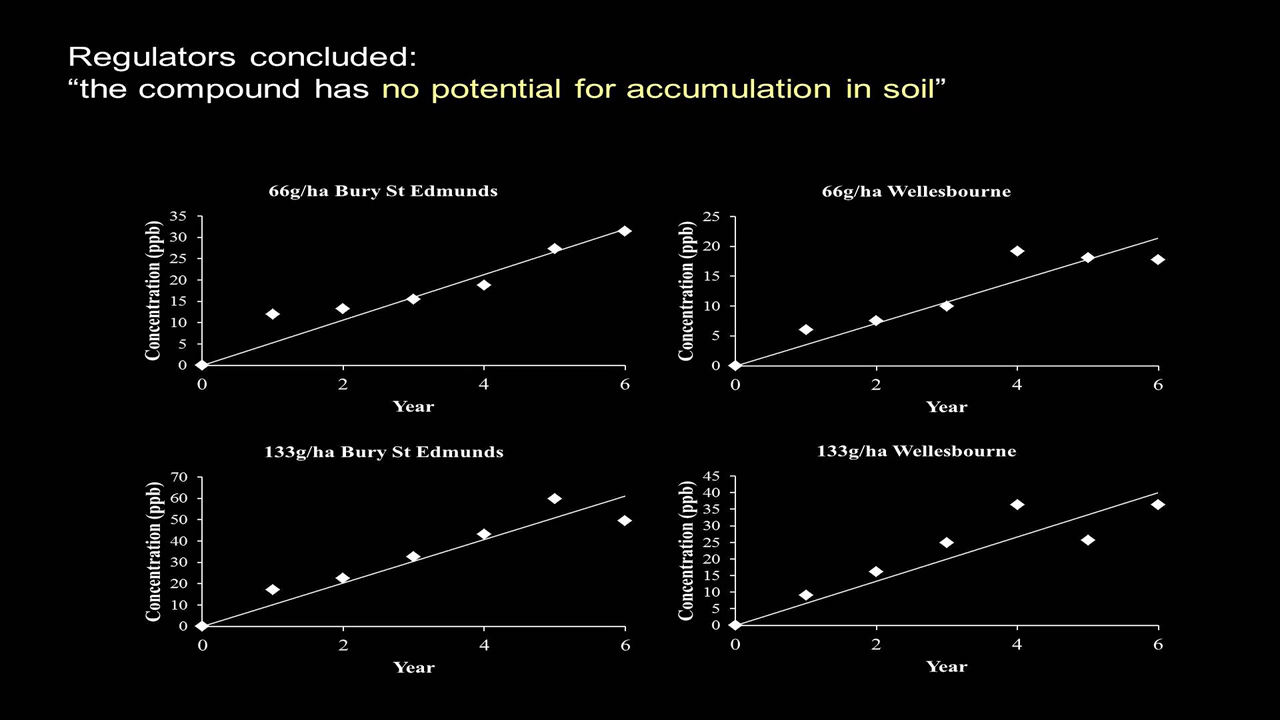 Regulators concluded:
“the compound has no potential for accumulation in soil”
66g/ha Bury St Edmunds
Concentration (ppb)
35
30
25
20
15
10
5
0
0 2 4 6
Year
66g/ha Wellesbourne
Concentration (ppb)
25
20
15
10
5
0
0 2 4 6
Year
133g/ha Bury St Edmunds
Concentration (ppb)
70
60
50
40
30
20
10
0
0 2 4 6
Year
133g/ha Wellesbourne
Concentration (ppb)
45
40
35
30
25
20
15
10
5
0
0 2 4 6
Year